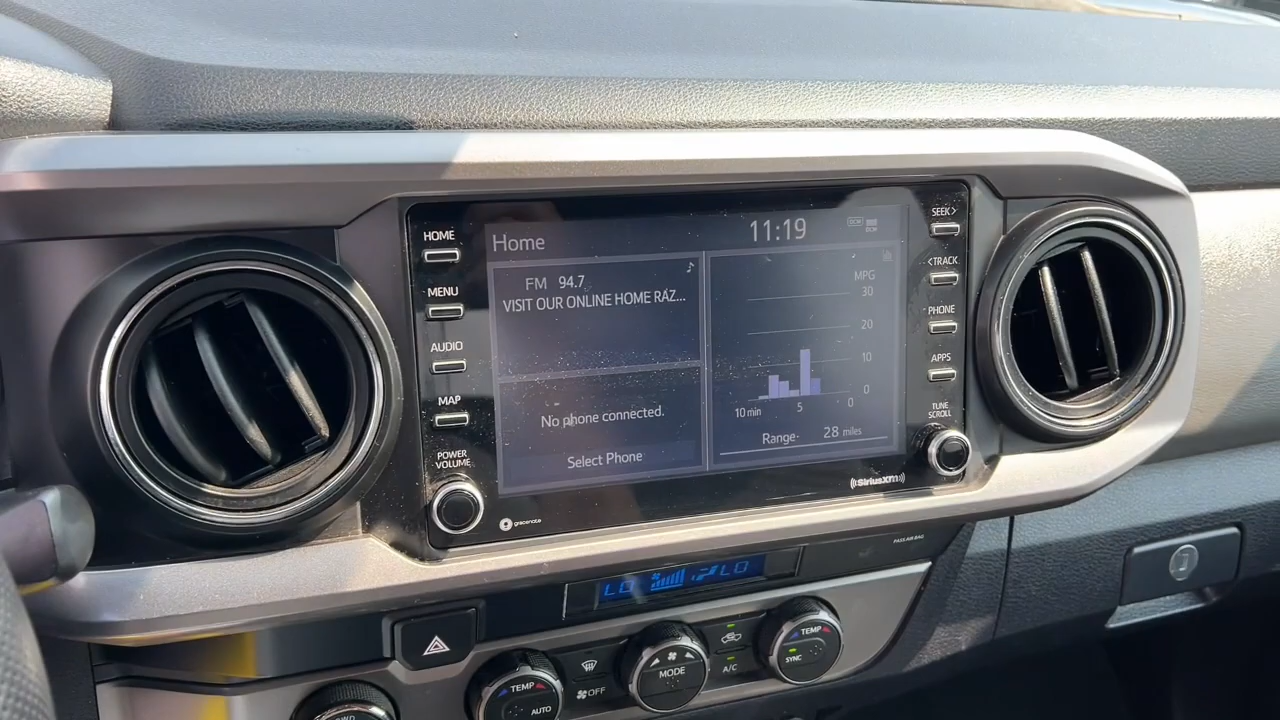 HOME
MENU
AUDIO
MAP
POWER
VOLUME
gracenote
Home
11:19
FM 94.7
VISIT OUR ONLINE HOME RÁZ...
No phone connected.
Select Phone
MPG
30
20
10
0
10 min
5
0
Range
28 miles
SEEK >
< TRACK
PHONE
APPS
TUNE
SCROLL
SiriusXM
PASS AIR BAG
LO
LO
TEMP
AUTO
OFF
MODE
A/C
TEMP
SYNC